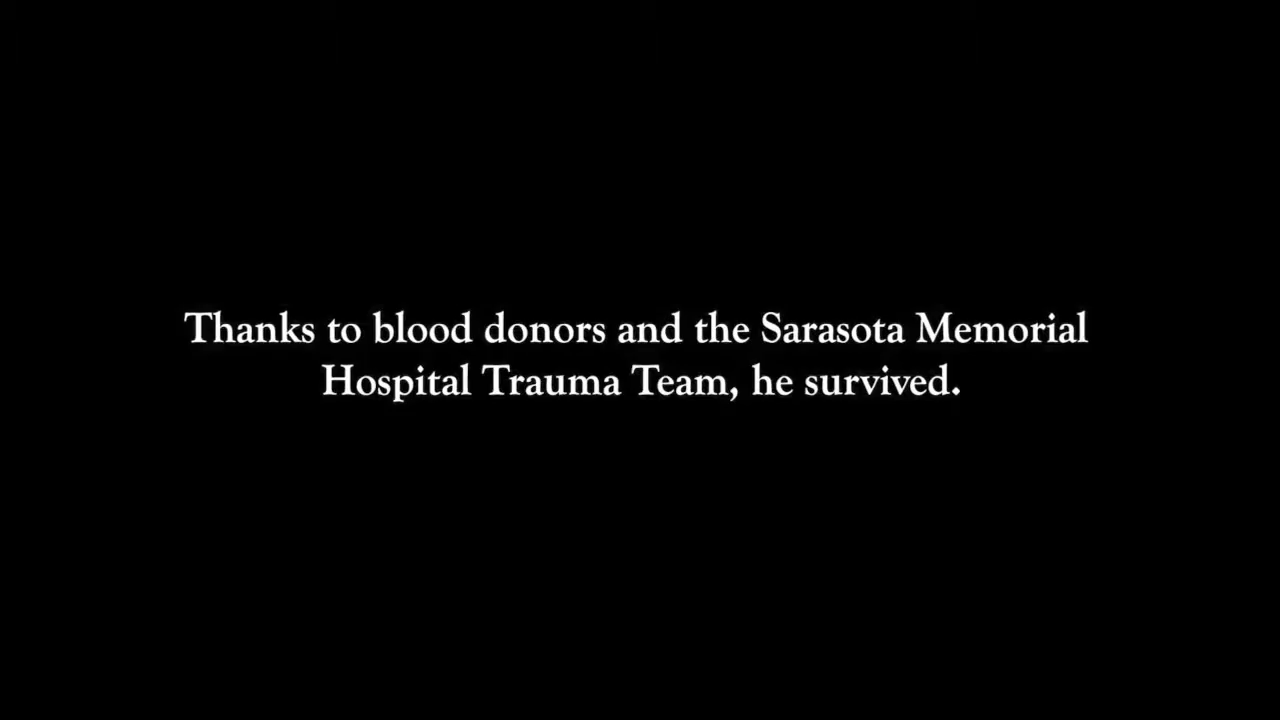 Thanks to blood donors and the Sarasota Memorial
Hospital Trauma Team, he survived.